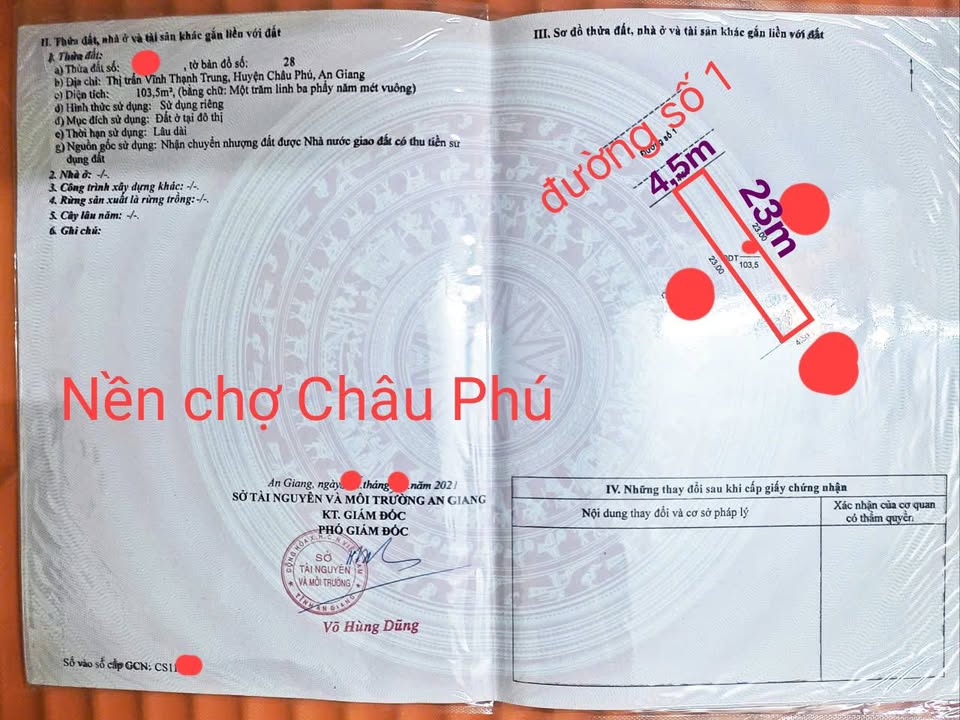 II. Thửa đất, nhà ở và tài sản khác gắn liền với đất
1. Thửa đất:
a) Thửa đất số: , tờ bản đồ số: 28
b) Địa chỉ: Thị trấn Vĩnh Thạnh Trung, Huyện Châu Phú, An Giang
c) Diện tích: 103,5m², (bằng chữ: Một trăm linh ba phẩy năm mét vuông)
d) Hình thức sử dụng: Sử dụng riêng
đ) Mục đích sử dụng: Đất ở tại đô thị
e) Thời hạn sử dụng: Lâu dài
g) Nguồn gốc sử dụng: Nhận chuyển nhượng đất được Nhà nước giao đất có thu tiền sử
dụng đất
2. Nhà ở: -/-.
3. Công trình xây dựng khác: -/-.
4. Rừng sản xuất là rừng trồng:-/-.
5. Cây lâu năm: -/-.
6. Ghi chú:
Nền chợ Châu Phú
An Giang, ngày tháng năm 2021
SỞ TÀI NGUYÊN VÀ MÔI TRƯỜNG AN GIANG
KT. GIÁM ĐỐC
PHÓ GIÁM ĐỐC
SỞ
TÀI NGUYÊN
VÀ MÔI TRƯỜNG
TỈNH AN GIANG
Võ Hùng Dũng
Số vào sổ cấp GCN: CS11
III. Sơ đồ thửa đất, nhà ở và tài sản khác gắn liền với đất
đường số 1
Đường số 1
4,5m
23m
23.00
23.00
ODT
103,5
IV. Những thay đổi sau khi cấp giấy chứng nhận
Nội dung thay đổi và cơ sở pháp lý
Xác nhận của cơ quan
có thẩm quyền